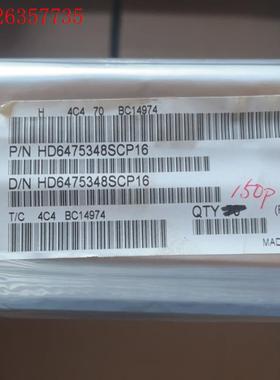 26357735
H 4C4 70 BC14974
P/N HD6475348SCP16
D/N HD6475348SCP16
150p
T/C 4C4 BC14974
QTY
MAD